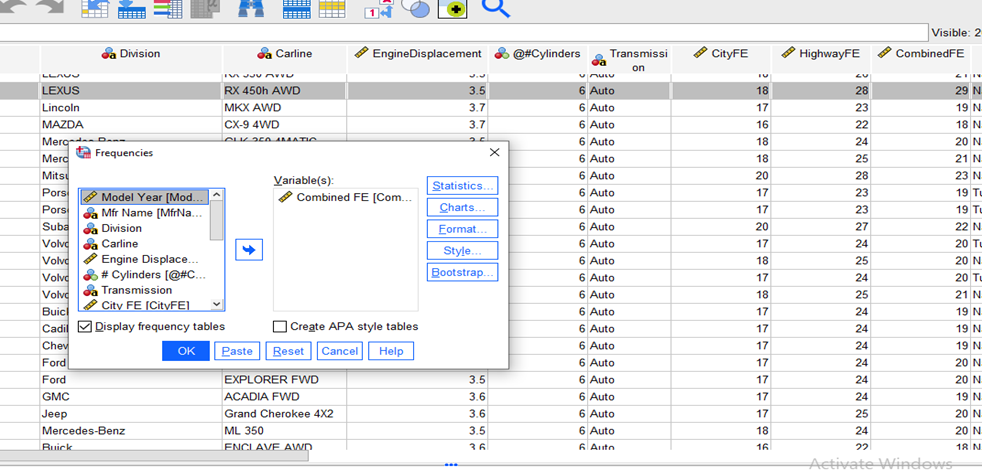 Visible: 2
Division Carline EngineDisplacement @#Cylinders Transmissi
on CityFE HighwayFE CombinedFE
LEXUS RX 350 AWD 3.5 6 Auto 18 21 N
LEXUS RX 450h AWD 3.5 6 Auto 18 28 29 N
Lincoln MKX AWD 3.7 6 Auto 17 23 19 N
MAZDA CX-9 4WD 3.7 6 Auto 16 22 18 N
Mercedes-Benz GLK 350 4MATIC 3.5 6 Auto 18 24 20 N
Merc 6 Auto 18 25 21 N
Mitsu 6 Auto 20 28 23 N
Pors 6 Auto 17 23 19 Tu
Pors 6 Auto 17 23 19 Tu
Suba 6 Auto 20 27 22 N
Volvo 6 Auto 17 24 20 Tu
Volvo 6 Auto 18 25 20 N
Volvo 6 Auto 17 24 20 Tu
Volvo 6 Auto 18 25 21 N
Buick 6 Auto 17 24 19 N
Cadil 6 Auto 17 24 19 N
Chev 6 Auto 17 24 19 N
Ford 6 Auto 17 24 20 N
Ford EXPLORER FWD 3.5 6 Auto 17 24 20 N
GMC ACADIA FWD 3.6 6 Auto 17 24 19 N
Jeep Grand Cherokee 4X2 3.6 6 Auto 17 25 20 N
Mercedes-Benz ML 350 3.5 6 Auto 18 24 20 N
Buick ENCLAVE AWD 3.6 6 Auto 16 22 18 N
Frequencies
Model Year [Mod...
Mfr Name [MfrNa...
Division
Carline
Engine Displace...
# Cylinders [@#C...
Transmission
City FE [CityFE]
Variable(s):
Combined FE [Com...
Statistics...
Charts...
Format...
Style...
Bootstrap...
Display frequency tables
Create APA style tables
OK Paste Reset Cancel Help
Activate Windows